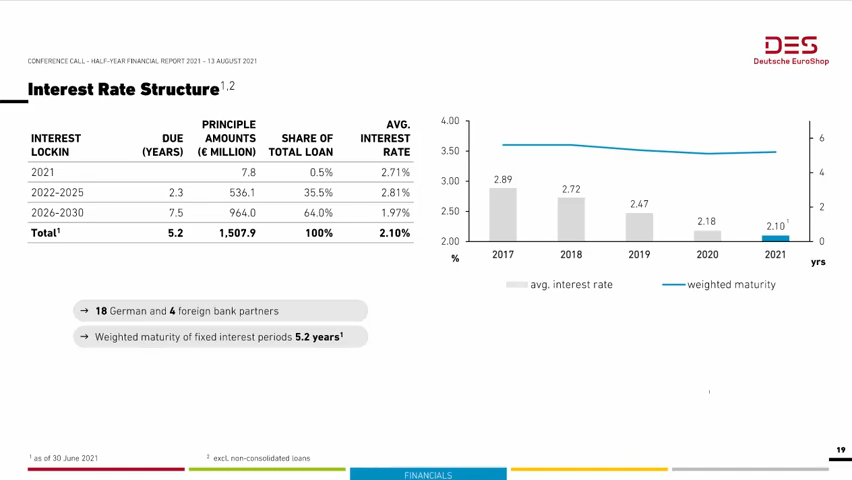 DES
Deutsche EuroShop
CONFERENCE CALL - HALF-YEAR FINANCIAL REPORT 2021 – 13 AUGUST 2021
Interest Rate Structure1,2
INTEREST LOCKIN DUE (YEARS) PRINCIPLE AMOUNTS (€ MILLION) SHARE OF TOTAL LOAN AVG. INTEREST RATE
2021 7.8 0.5% 2.71%
2022-2025 2.3 536.1 35.5% 2.81%
2026-2030 7.5 964.0 64.0% 1.97%
Total1 5.2 1,507.9 100% 2.10%
4.00
3.50
3.00
2.50
2.00
%
2.89
2.72
2.47
2.18
2.101
6
4
2
0
yrs
2017 2018 2019 2020 2021
avg. interest rate weighted maturity
→ 18 German and 4 foreign bank partners
→ Weighted maturity of fixed interest periods 5.2 years1
1 as of 30 June 2021
2 excl. non-consolidated loans
19
FINANCIALS